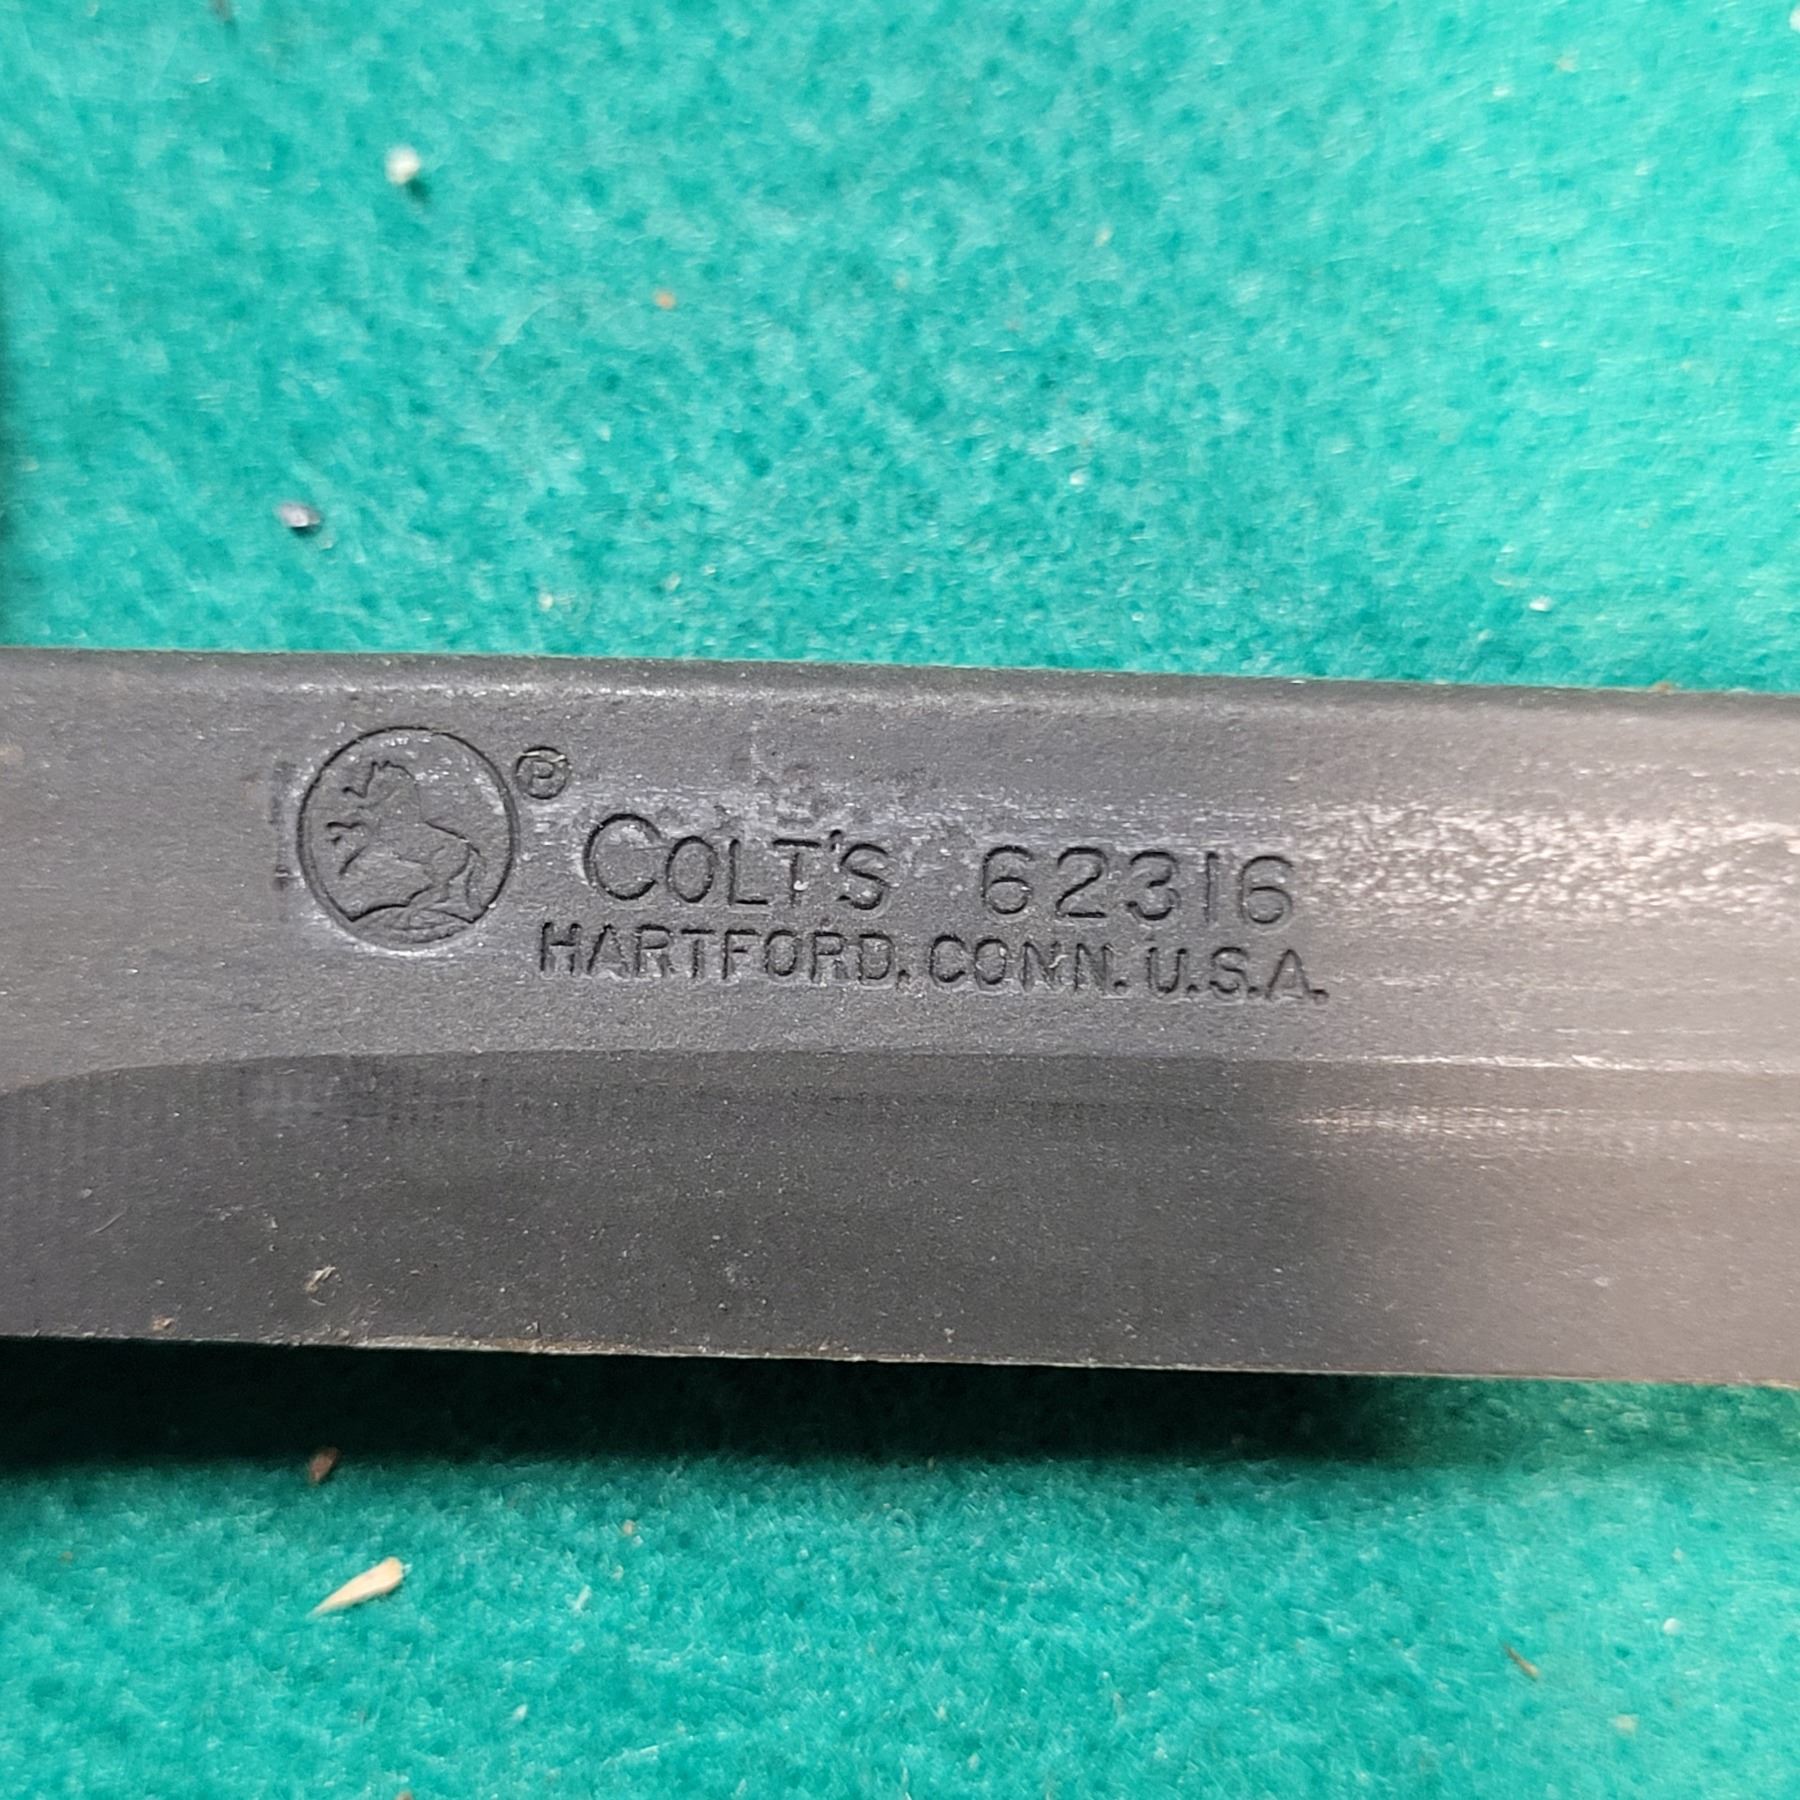 ® COLT'S 62316
HARTFORD. CONN. U.S.A.